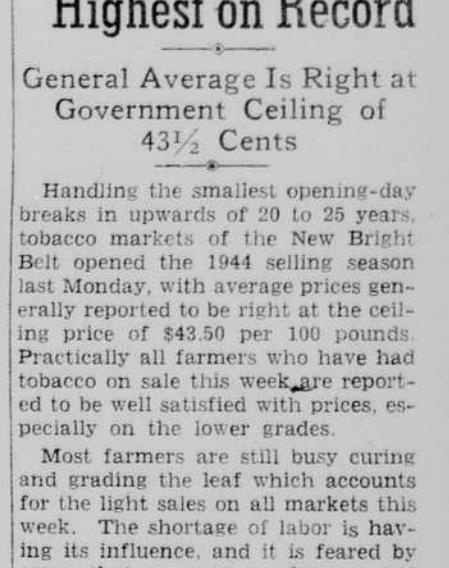 Highest on Record
General Average Is Right at
Government Ceiling of
43½ Cents
Handling the smallest opening-day
breaks in upwards of 20 to 25 years,
tobacco markets of the New Bright
Belt opened the 1944 selling season
last Monday, with average prices gen-
erally reported to be right at the ceil-
ing price of $43.50 per 100 pounds.
Practically all farmers who have had
tobacco on sale this week are report-
ed to be well satisfied with prices, es-
pecially on the lower grades.
Most farmers are still busy curing
and grading the leaf which accounts
for the light sales on all markets this
week. The shortage of labor is hav-
ing its influence, and it is feared by